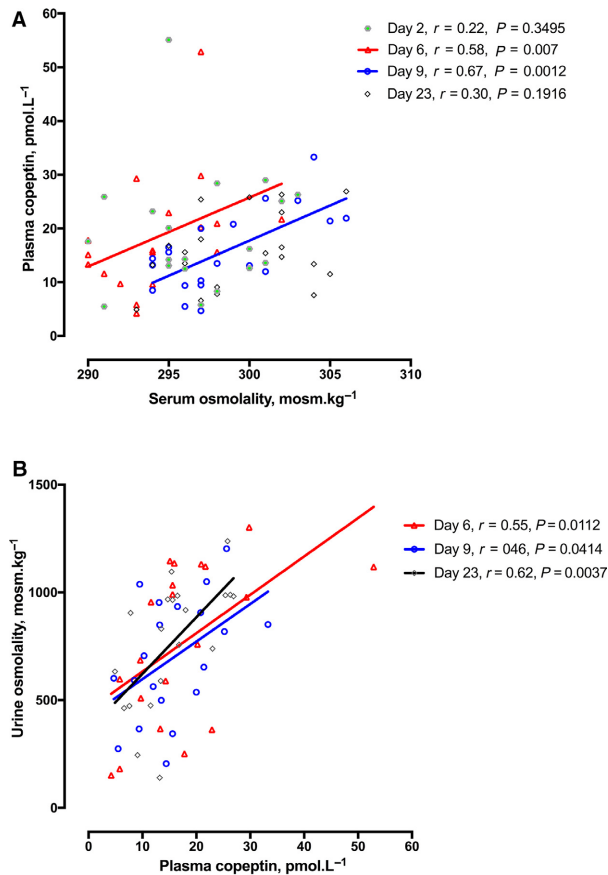 A
Day 2, r = 0.22, P = 0.3495
Day 6, r = 0.58, P = 0.007
Day 9, r = 0.67, P = 0.0012
Day 23, r = 0.30, P = 0.1916
Plasma copeptin, pmol.L⁻¹
60
50
40
30
20
10
0
290 295 300 305 310
Serum osmolality, mosm.kg⁻¹
B
Day 6, r = 0.55, P = 0.0112
Day 9, r = 046, P = 0.0414
Day 23, r = 0.62, P = 0.0037
Urine osmolality, mosm.kg⁻¹
1500
1000
500
0
0 10 20 30 40 50 60
Plasma copeptin, pmol.L⁻¹